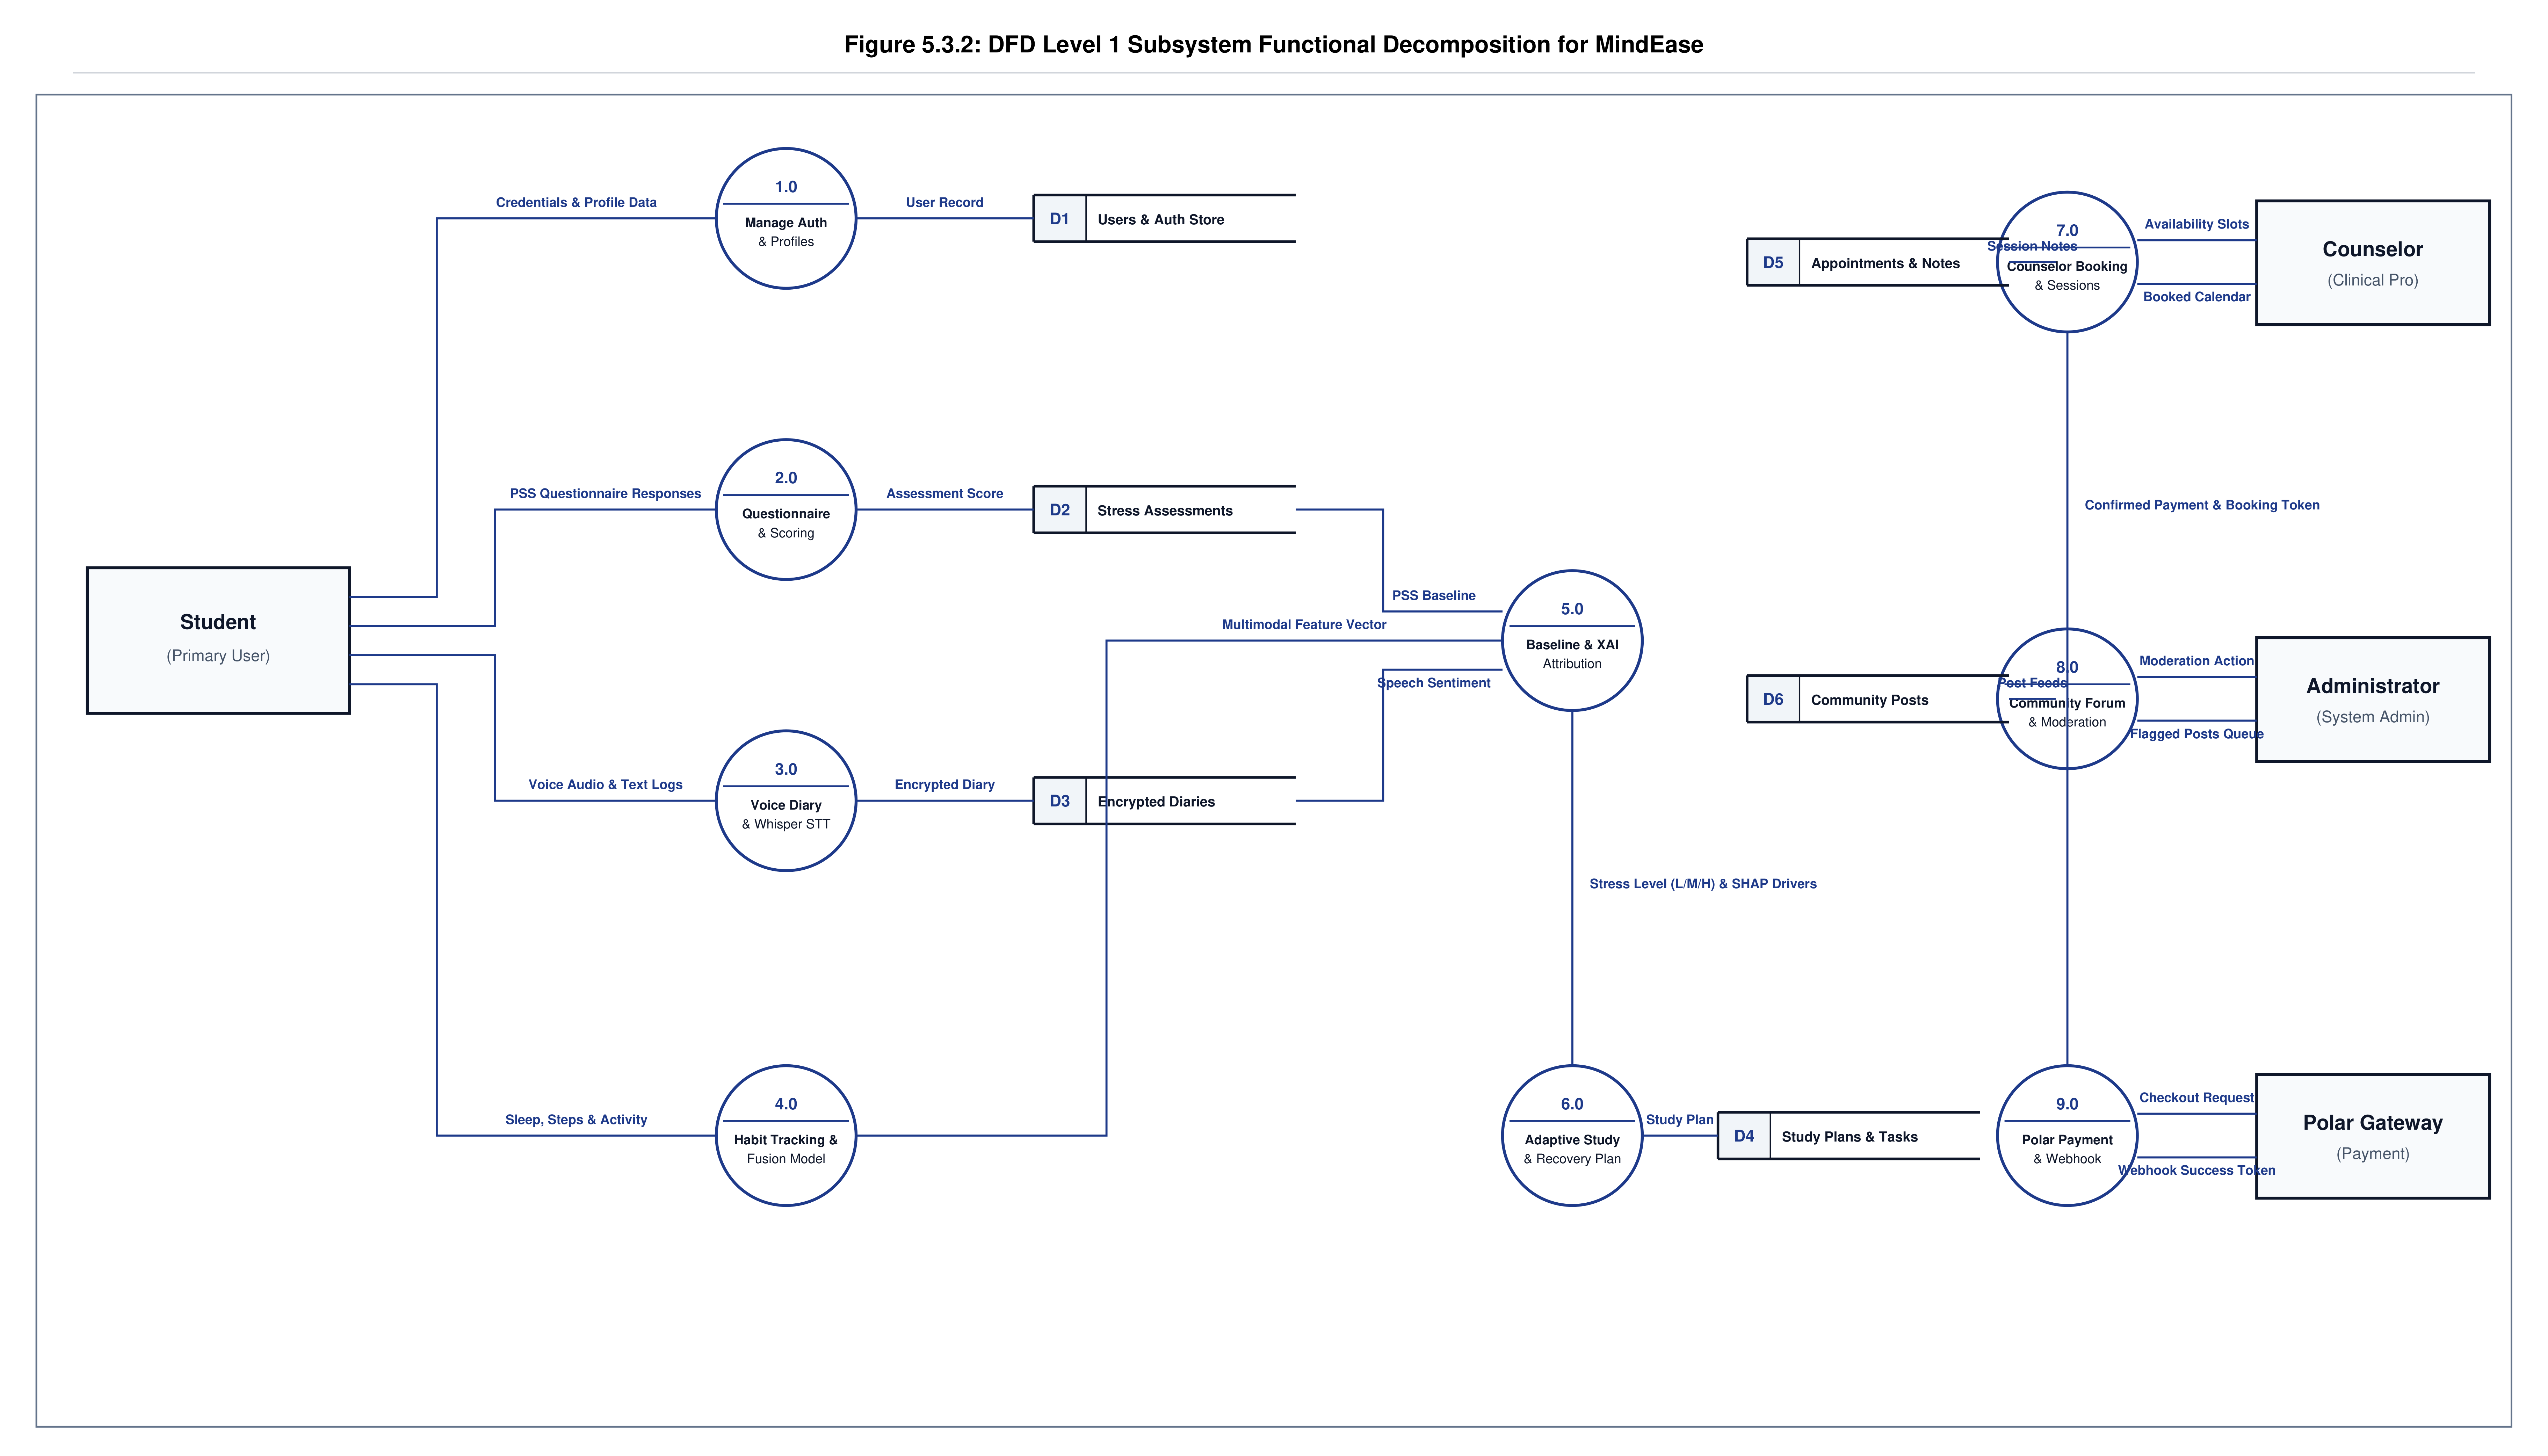 Figure 5.3.2: DFD Level 1 Subsystem Functional Decomposition for MindEase
Student
(Primary User)
Credentials & Profile Data
1.0
Manage Auth
& Profiles
User Record
D1
Users & Auth Store
PSS Questionnaire Responses
2.0
Questionnaire
& Scoring
Assessment Score
D2
Stress Assessments
Voice Audio & Text Logs
3.0
Voice Diary
& Whisper STT
Encrypted Diary
D3
Encrypted Diaries
Sleep, Steps & Activity
4.0
Habit Tracking &
Fusion Model
PSS Baseline
Multimodal Feature Vector
Speech Sentiment
5.0
Baseline & XAI
Attribution
Stress Level (L/M/H) & SHAP Drivers
6.0
Adaptive Study
& Recovery Plan
Study Plan
D4
Study Plans & Tasks
D5
Appointments & Notes
Session Notes
7.0
Counselor Booking
& Sessions
Availability Slots
Booked Calendar
Counselor
(Clinical Pro)
Confirmed Payment & Booking Token
D6
Community Posts
Post Feeds
8.0
Community Forum
& Moderation
Moderation Action
Flagged Posts Queue
Administrator
(System Admin)
9.0
Polar Payment
& Webhook
Checkout Request
Webhook Success Token
Polar Gateway
(Payment)